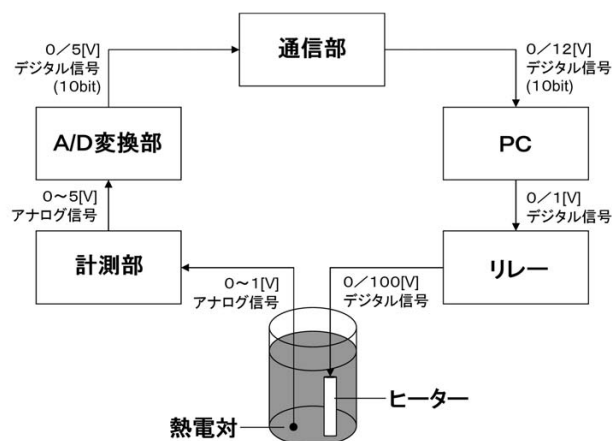 通信部
0/5[V]
デジタル信号
(10bit)
0/12[V]
デジタル信号
(10bit)
A/D変換部
PC
0～5[V]
アナログ信号
0/1[V]
デジタル信号
計測部
リレー
0～1[V]
アナログ信号
0/100[V]
デジタル信号
ヒーター
熱電対